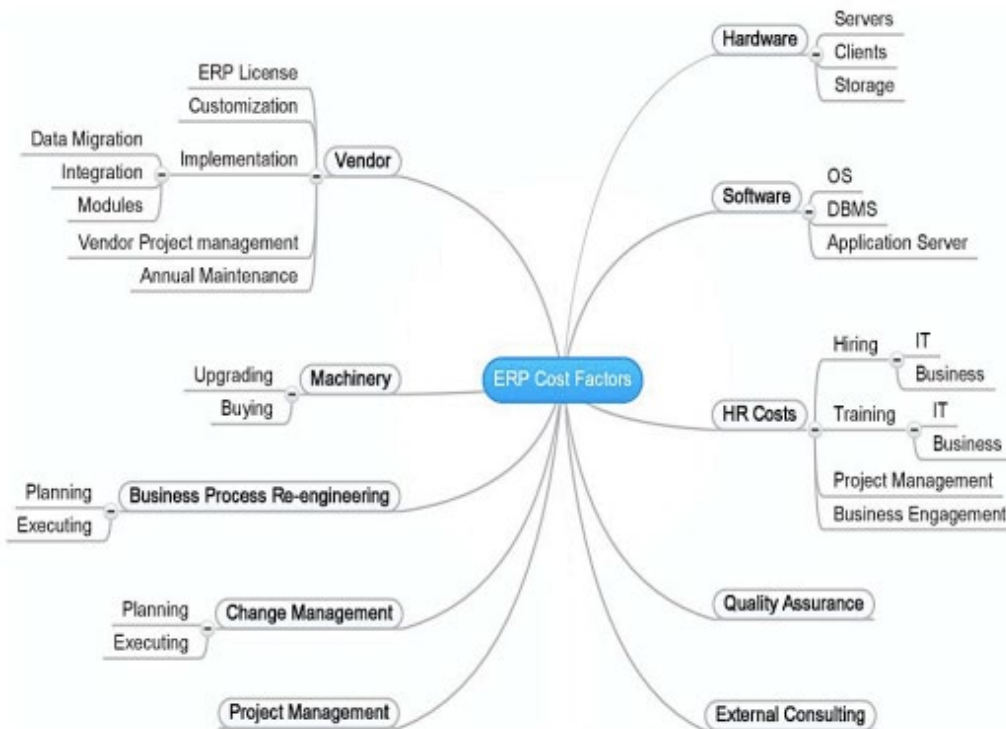 ERP Cost Factors
Hardware
Servers
Clients
Storage
Software
OS
DBMS
Application Server
HR Costs
Hiring
IT
Business
Training
IT
Business
Project Management
Business Engagement
Quality Assurance
External Consulting
Vendor
ERP License
Customization
Implementation
Data Migration
Integration
Modules
Vendor Project management
Annual Maintenance
Machinery
Upgrading
Buying
Business Process Re-engineering
Planning
Executing
Change Management
Planning
Executing
Project Management